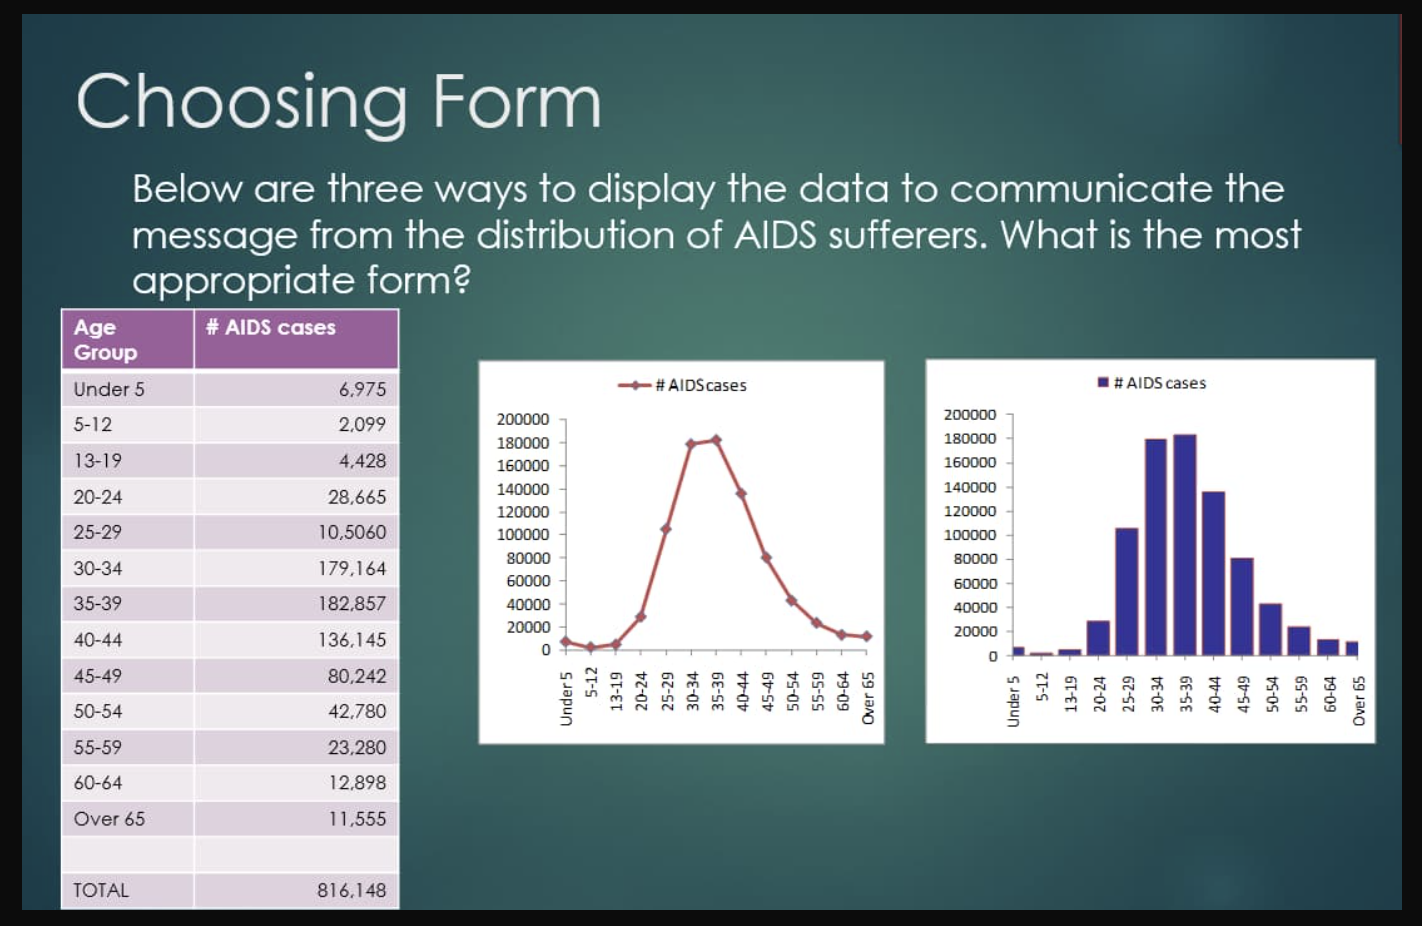 Choosing Form
Below are three ways to display the data to communicate the
message from the distribution of AIDS sufferers. What is the most
appropriate form?
Age Group # AIDS cases
Under 5 6,975
5-12 2,099
13-19 4,428
20-24 28,665
25-29 10,5060
30-34 179,164
35-39 182,857
40-44 136,145
45-49 80,242
50-54 42,780
55-59 23,280
60-64 12,898
Over 65 11,555
TOTAL 816,148
# AIDS cases
200000
180000
160000
140000
120000
100000
80000
60000
40000
20000
0
Under 5 5-12 13-19 20-24 25-29 30-34 35-39 40-44 45-49 50-54 55-59 60-64 Over 65
# AIDS cases
200000
180000
160000
140000
120000
100000
80000
60000
40000
20000
0
Under 5 5-12 13-19 20-24 25-29 30-34 35-39 40-44 45-49 50-54 55-59 60-64 Over 65